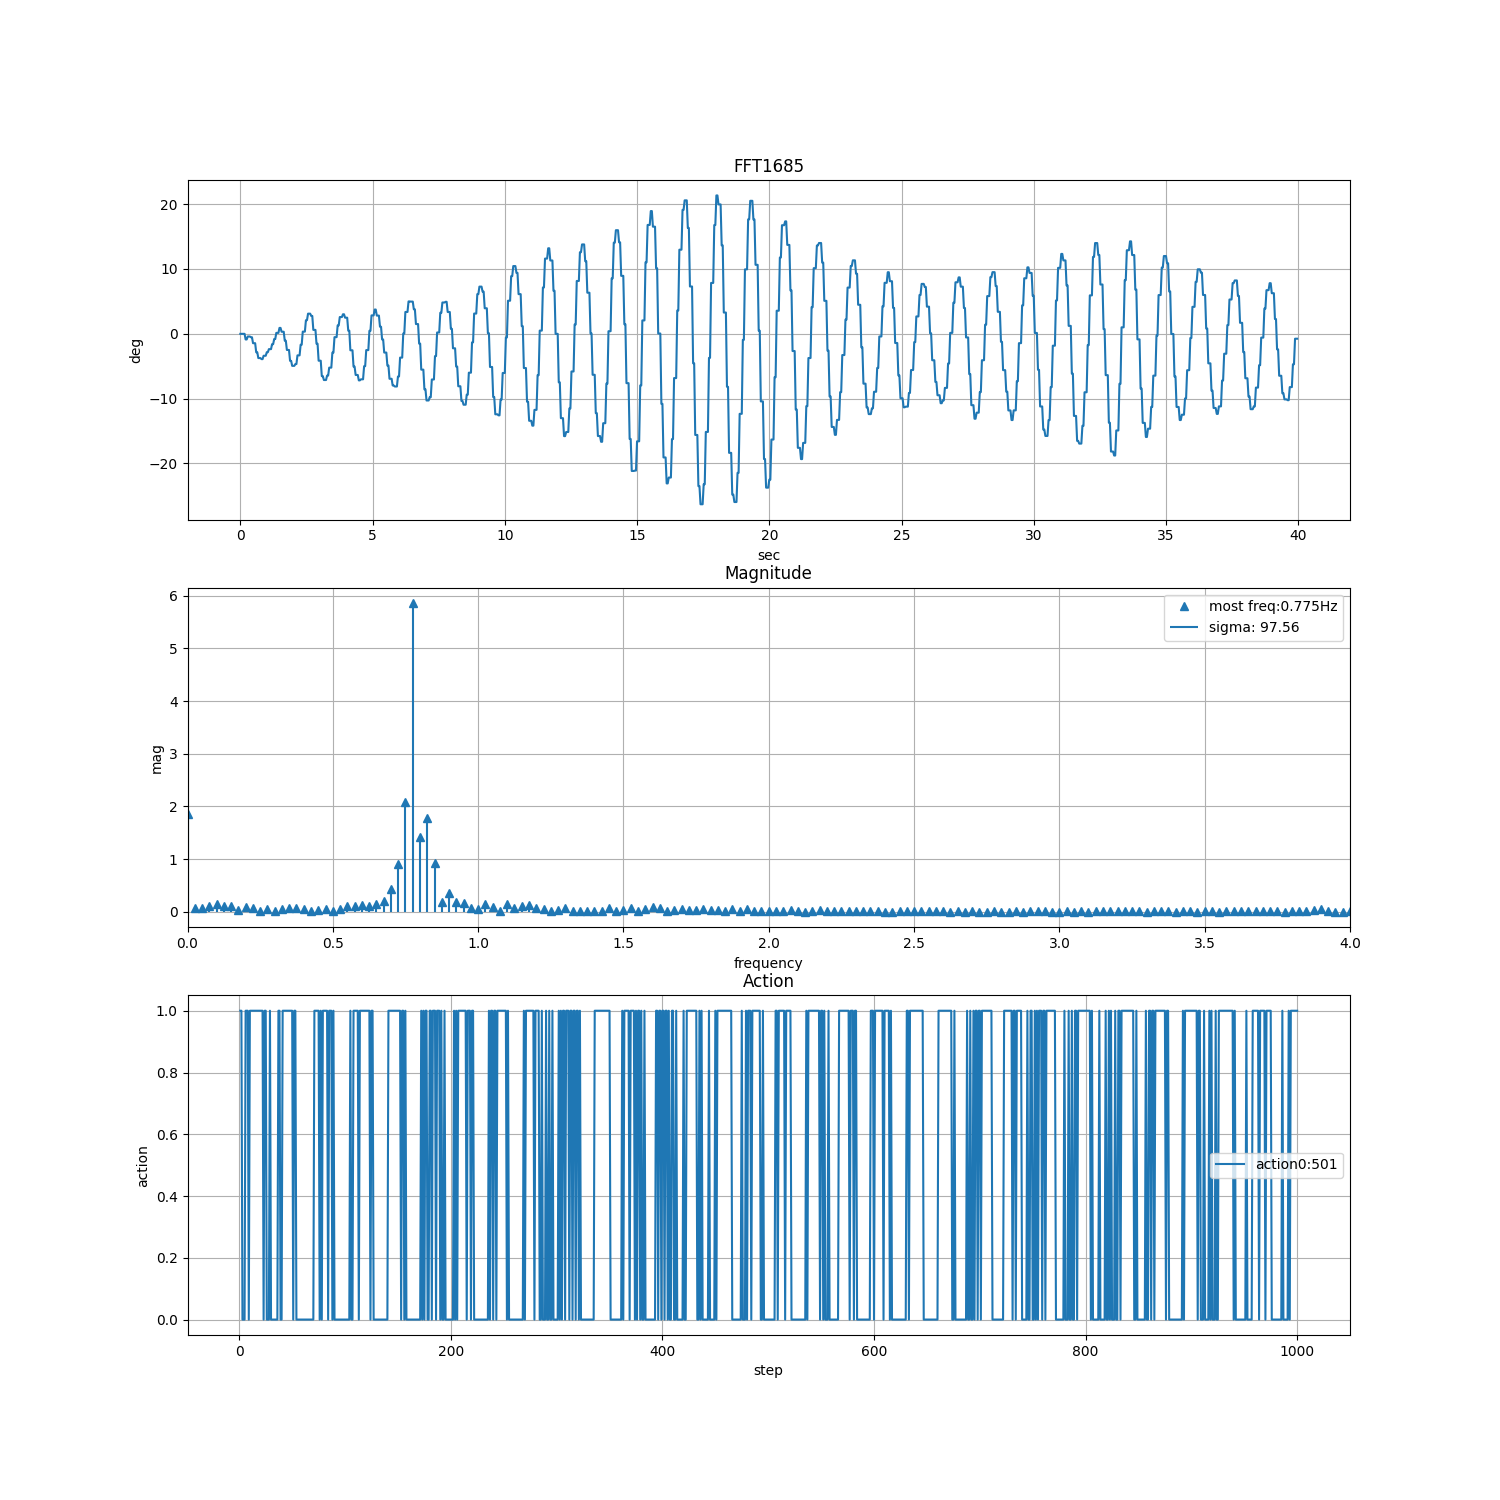 FFT1685
20
10
0
−10
−20
deg
0 5 10 15 20 25 30 35 40
sec
Magnitude
6
5
4
3
2
1
0
mag
most freq:0.775Hz
sigma: 97.56
0.0 0.5 1.0 1.5 2.0 2.5 3.0 3.5 4.0
frequency
Action
1.0
0.8
0.6
0.4
0.2
0.0
action
action0:501
0 200 400 600 800 1000
step